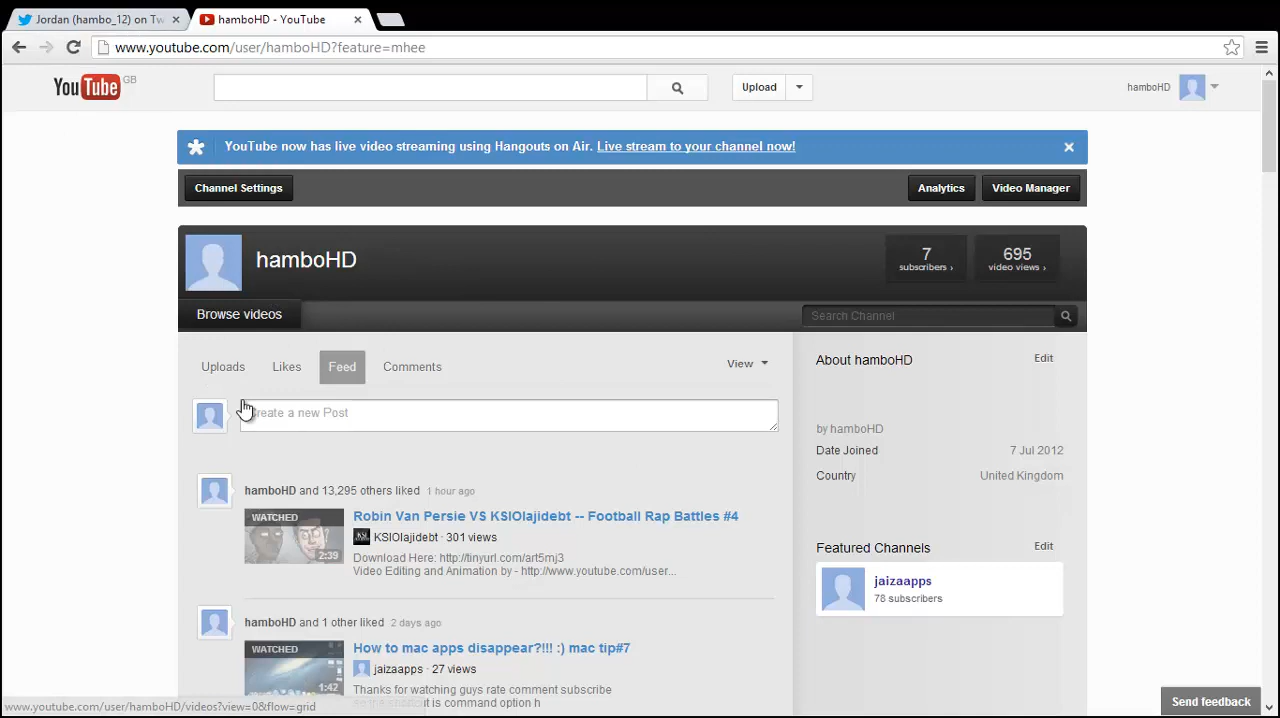 Jordan (hambo_12) on Tw
hamboHD - YouTube
www.youtube.com/user/hamboHD?feature=mhee
YouTube GB
Upload
hamboHD
YouTube now has live video streaming using Hangouts on Air. Live stream to your channel now!
Channel Settings
Analytics
Video Manager
hamboHD
7
subscribers ›
695
video views ›
Browse videos
Search Channel
Uploads
Likes
Feed
Comments
View
Create a new Post
hamboHD and 13,295 others liked 1 hour ago
WATCHED
2:39
Robin Van Persie VS KSIOlajidebt -- Football Rap Battles #4
KSIOlajidebt · 301 views
Download Here: http://tinyurl.com/art5mj3
Video Editing and Animation by - http://www.youtube.com/user...
hamboHD and 1 other liked 2 days ago
WATCHED
1:42
How to mac apps disappear?!!! :) mac tip#7
jaizaapps · 27 views
Thanks for watching guys rate comment subscribe
so the shortcut is command option h
About hamboHD
Edit
by hamboHD
Date Joined 7 Jul 2012
Country United Kingdom
Featured Channels
Edit
jaizaapps
78 subscribers
www.youtube.com/user/hamboHD/videos?view=0&flow=grid
Send feedback